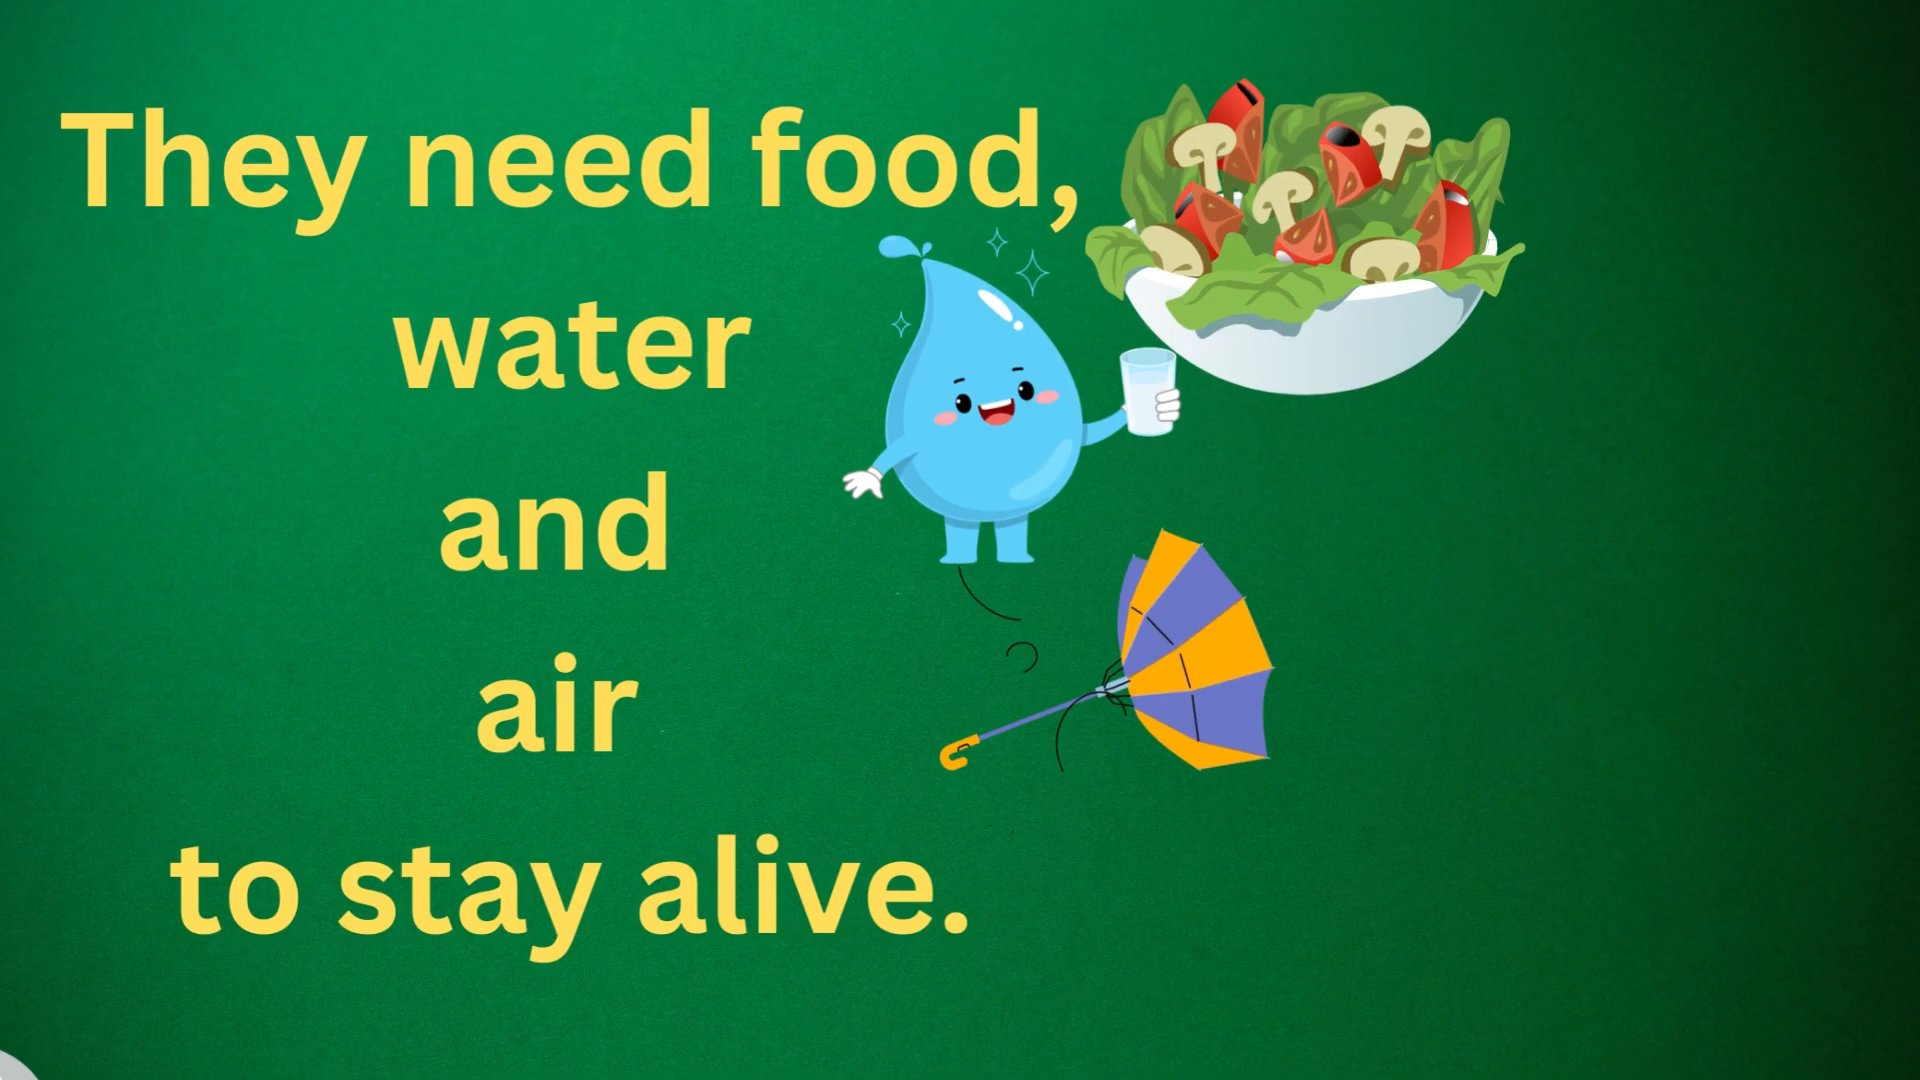 They need food,
water
and
air
to stay alive.